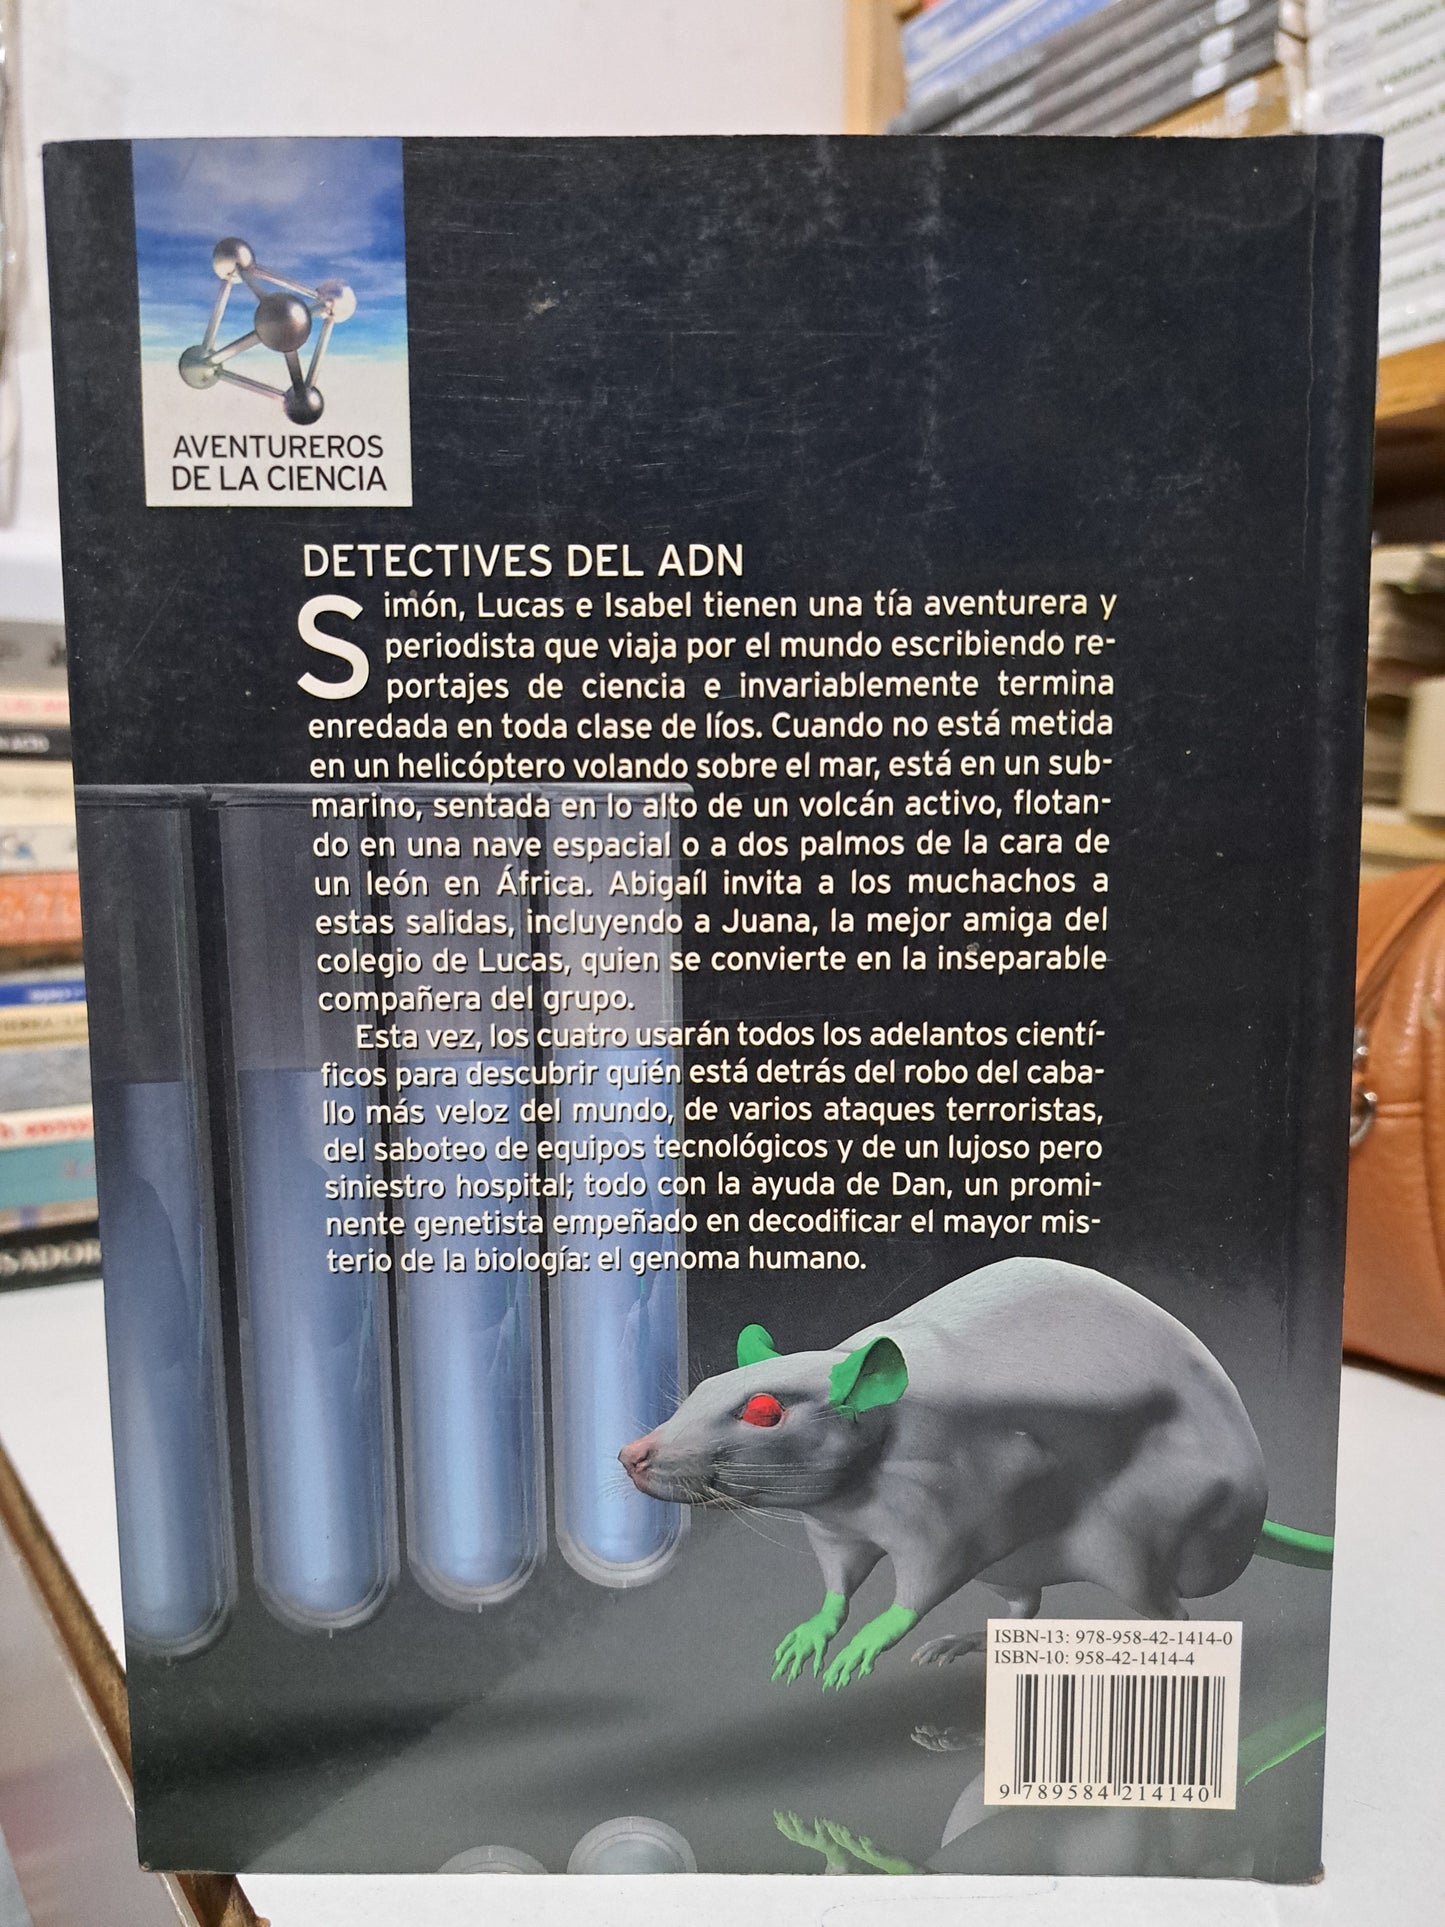 AVENTUREROS
DE LA CIENCIA
DETECTIVES DEL ADN
Simón, Lucas e Isabel tienen una tía aventurera y
periodista que viaja por el mundo escribiendo re-
portajes de ciencia e invariablemente termina
enredada en toda clase de líos. Cuando no está metida
en un helicóptero volando sobre el mar, está en un sub-
marino, sentada en lo alto de un volcán activo, flotan-
do en una nave espacial o a dos palmos de la cara de
un león en África. Abigaíl invita a los muchachos a
estas salidas, incluyendo a Juana, la mejor amiga del
colegio de Lucas, quien se convierte en la inseparable
compañera del grupo.
Esta vez, los cuatro usarán todos los adelantos cientí-
ficos para descubrir quién está detrás del robo del caba-
llo más veloz del mundo, de varios ataques terroristas,
del saboteo de equipos tecnológicos y de un lujoso pero
siniestro hospital; todo con la ayuda de Dan, un promi-
nente genetista empeñado en decodificar el mayor mis-
terio de la biología: el genoma humano.
ISBN-13: 978-958-42-1414-0
ISBN-10: 958-42-1414-4
9 789584 214140